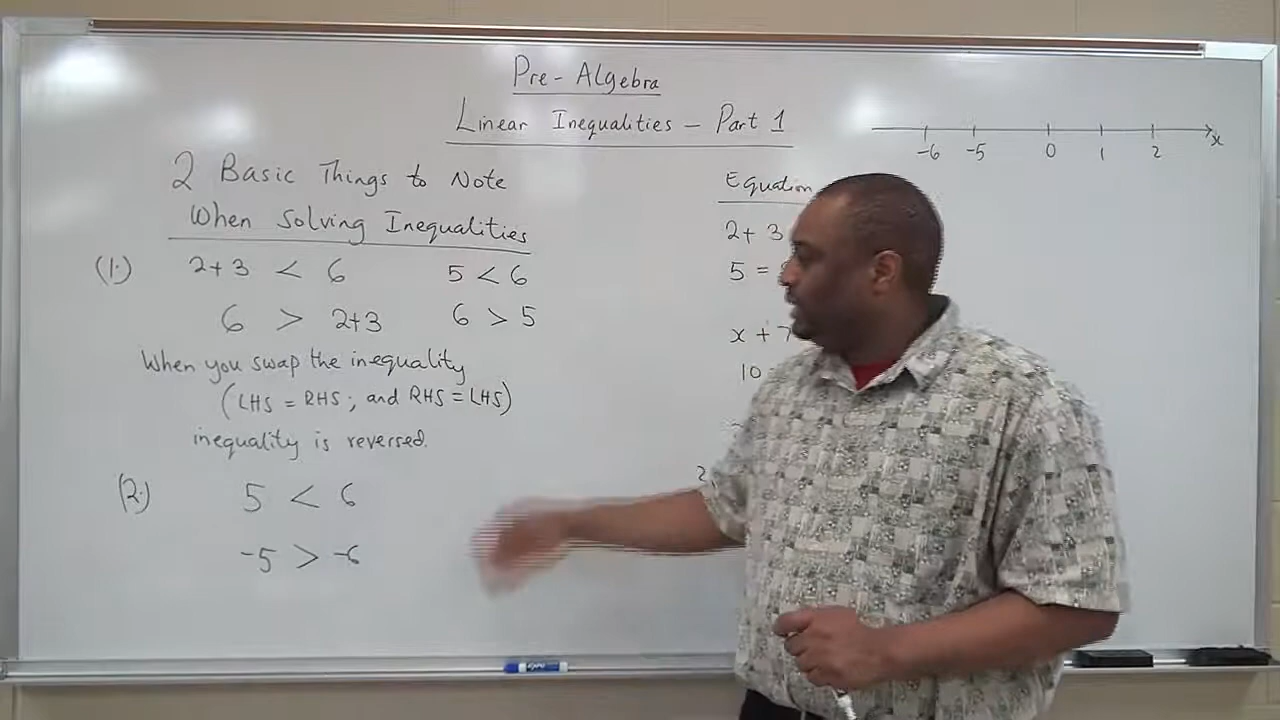 Pre-Algebra
Linear Inequalities - Part 1
2 Basic Things to Note
When Solving Inequalities
(1.) 2+3 < 6 5 < 6
6 > 2+3 6 > 5
When you swap the inequality
(LHS = RHS; and RHS = LHS)
inequality is reversed.
(2.) 5 < 6
-5 > -6
-6 -5 0 1 2 x
Equation
2+ 3
5 =
x + 7
10
2
EXPO